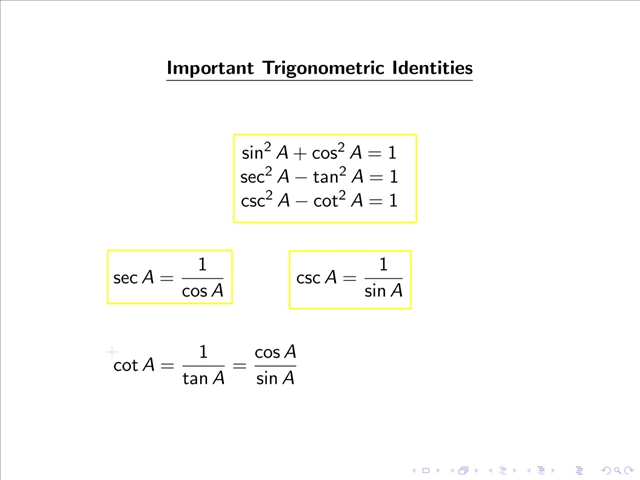 Important Trigonometric Identities
sin² A + cos² A = 1
sec² A − tan² A = 1
csc² A − cot² A = 1
sec A = 1/cos A
csc A = 1/sin A
cot A = 1/tan A = cos A/sin A